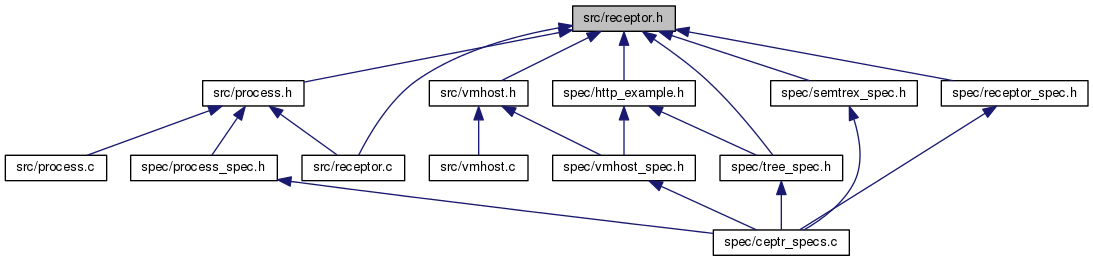 src/receptor.h
src/process.h
src/vmhost.h
spec/http_example.h
spec/semtrex_spec.h
spec/receptor_spec.h
src/process.c
spec/process_spec.h
src/receptor.c
src/vmhost.c
spec/vmhost_spec.h
spec/tree_spec.h
spec/ceptr_specs.c